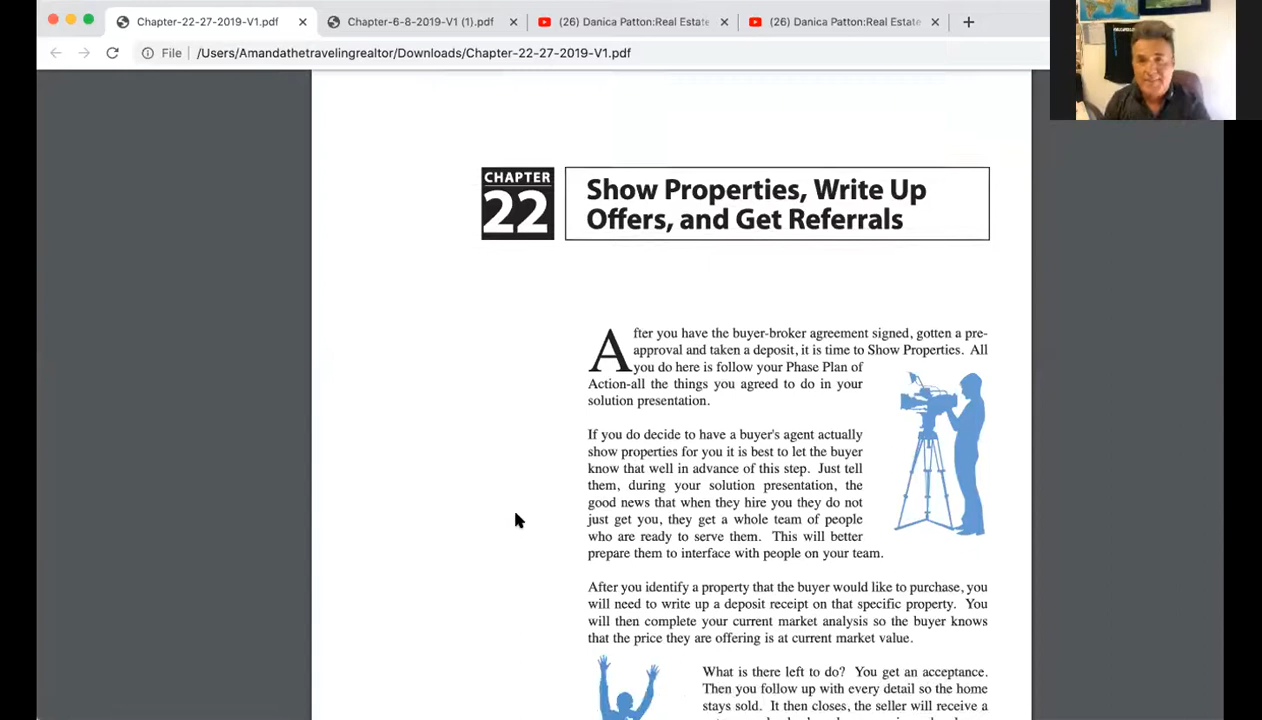 Chapter-22-27-2019-V1.pdf
Chapter-6-8-2019-V1 (1).pdf
(26) Danica Patton:Real Estate
(26) Danica Patton:Real Estate
File
/Users/Amandathetravelingrealtor/Downloads/Chapter-22-27-2019-V1.pdf
CHAPTER
22
Show Properties, Write Up
Offers, and Get Referrals
After you have the buyer-broker agreement signed, gotten a pre-
approval and taken a deposit, it is time to Show Properties. All
you do here is follow your Phase Plan of
Action-all the things you agreed to do in your
solution presentation.
If you do decide to have a buyer's agent actually
show properties for you it is best to let the buyer
know that well in advance of this step. Just tell
them, during your solution presentation, the
good news that when they hire you they do not
just get you, they get a whole team of people
who are ready to serve them. This will better
prepare them to interface with people on your team.
After you identify a property that the buyer would like to purchase, you
will need to write up a deposit receipt on that specific property. You
will then complete your current market analysis so the buyer knows
that the price they are offering is at current market value.
What is there left to do? You get an acceptance.
Then you follow up with every detail so the home
stays sold. It then closes, the seller will receive a